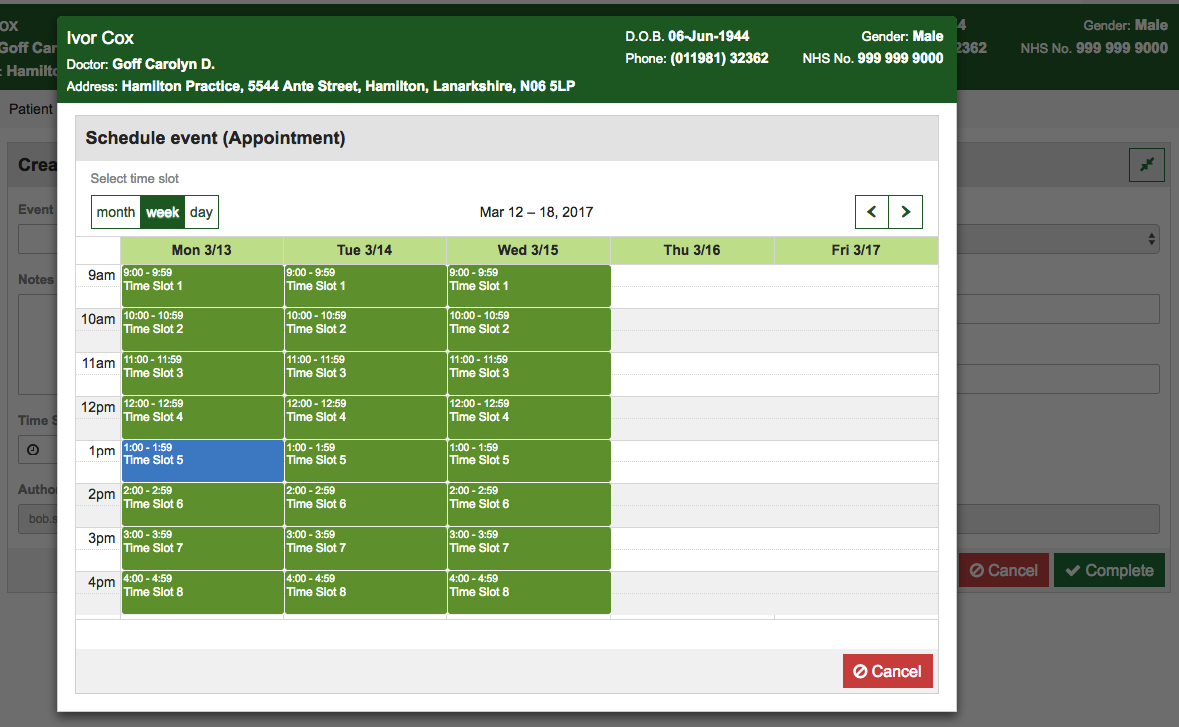 Ivor Cox
D.O.B. 06-Jun-1944 Gender: Male
Doctor: Goff Carolyn D.
Phone: (011981) 32362 NHS No. 999 999 9000
Address: Hamilton Practice, 5544 Ante Street, Hamilton, Lanarkshire, N06 5LP
ox
Goff Car
: Hamilto
4 Gender: Male
2362 NHS No. 999 999 9000
Patient
Crea
Event
Notes
Time S
Autho
bob.s
Schedule event (Appointment)
Select time slot
month week day Mar 12 – 18, 2017 < >
Mon 3/13 Tue 3/14 Wed 3/15 Thu 3/16 Fri 3/17
9am 9:00 - 9:59 9:00 - 9:59 9:00 - 9:59
Time Slot 1 Time Slot 1 Time Slot 1
10am 10:00 - 10:59 10:00 - 10:59 10:00 - 10:59
Time Slot 2 Time Slot 2 Time Slot 2
11am 11:00 - 11:59 11:00 - 11:59 11:00 - 11:59
Time Slot 3 Time Slot 3 Time Slot 3
12pm 12:00 - 12:59 12:00 - 12:59 12:00 - 12:59
Time Slot 4 Time Slot 4 Time Slot 4
1pm 1:00 - 1:59 1:00 - 1:59 1:00 - 1:59
Time Slot 5 Time Slot 5 Time Slot 5
2pm 2:00 - 2:59 2:00 - 2:59 2:00 - 2:59
Time Slot 6 Time Slot 6 Time Slot 6
3pm 3:00 - 3:59 3:00 - 3:59 3:00 - 3:59
Time Slot 7 Time Slot 7 Time Slot 7
4pm 4:00 - 4:59 4:00 - 4:59 4:00 - 4:59
Time Slot 8 Time Slot 8 Time Slot 8
Cancel
Cancel Complete